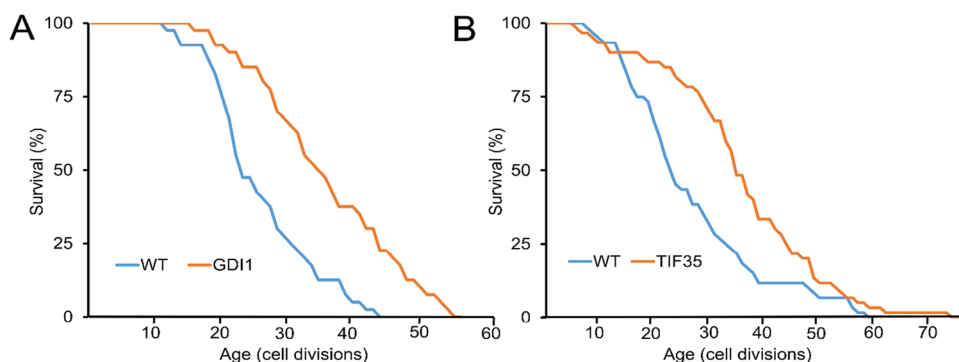 A
100
75
50
25
0
Survival (%)
WT GDI1
10 20 30 40 50 60
Age (cell divisions)
B
100
75
50
25
0
Survival (%)
WT TIF35
10 20 30 40 50 60 70
Age (cell divisions)